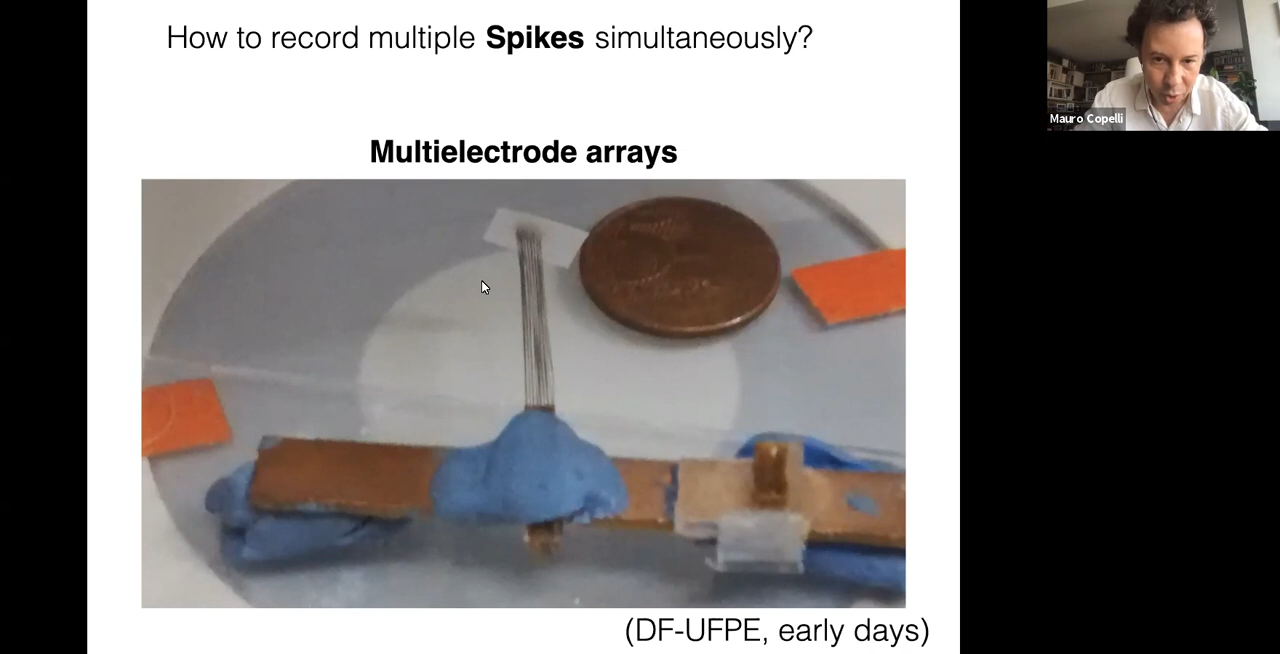 How to record multiple Spikes simultaneously?
Mauro Copelli
Multielectrode arrays
(DF-UFPE, early days)